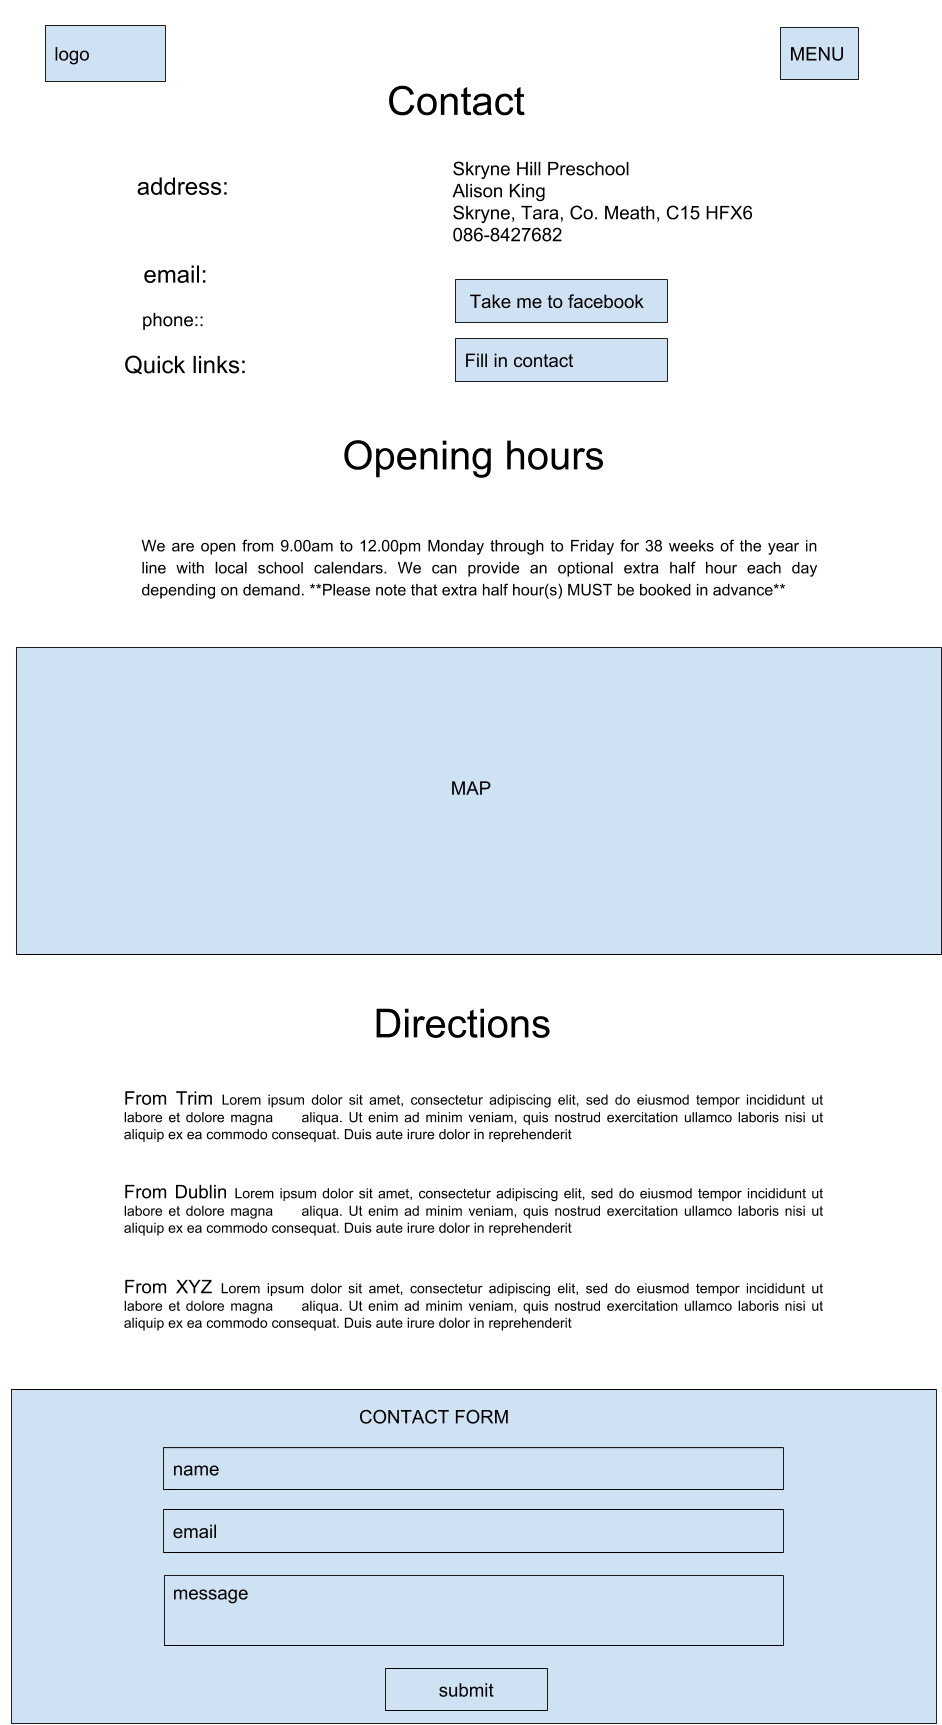 logo
MENU
Contact
address:
Skryne Hill Preschool
Alison King
Skryne, Tara, Co. Meath, C15 HFX6
086-8427682
email:
phone::
Quick links:
Take me to facebook
Fill in contact
Opening hours
We are open from 9.00am to 12.00pm Monday through to Friday for 38 weeks of the year in
line with local school calendars. We can provide an optional extra half hour each day
depending on demand. **Please note that extra half hour(s) MUST be booked in advance**
MAP
Directions
From Trim Lorem ipsum dolor sit amet, consectetur adipiscing elit, sed do eiusmod tempor incididunt ut
labore et dolore magna aliqua. Ut enim ad minim veniam, quis nostrud exercitation ullamco laboris nisi ut
aliquip ex ea commodo consequat. Duis aute irure dolor in reprehenderit
From Dublin Lorem ipsum dolor sit amet, consectetur adipiscing elit, sed do eiusmod tempor incididunt ut
labore et dolore magna aliqua. Ut enim ad minim veniam, quis nostrud exercitation ullamco laboris nisi ut
aliquip ex ea commodo consequat. Duis aute irure dolor in reprehenderit
From XYZ Lorem ipsum dolor sit amet, consectetur adipiscing elit, sed do eiusmod tempor incididunt ut
labore et dolore magna aliqua. Ut enim ad minim veniam, quis nostrud exercitation ullamco laboris nisi ut
aliquip ex ea commodo consequat. Duis aute irure dolor in reprehenderit
CONTACT FORM
name
email
message
submit